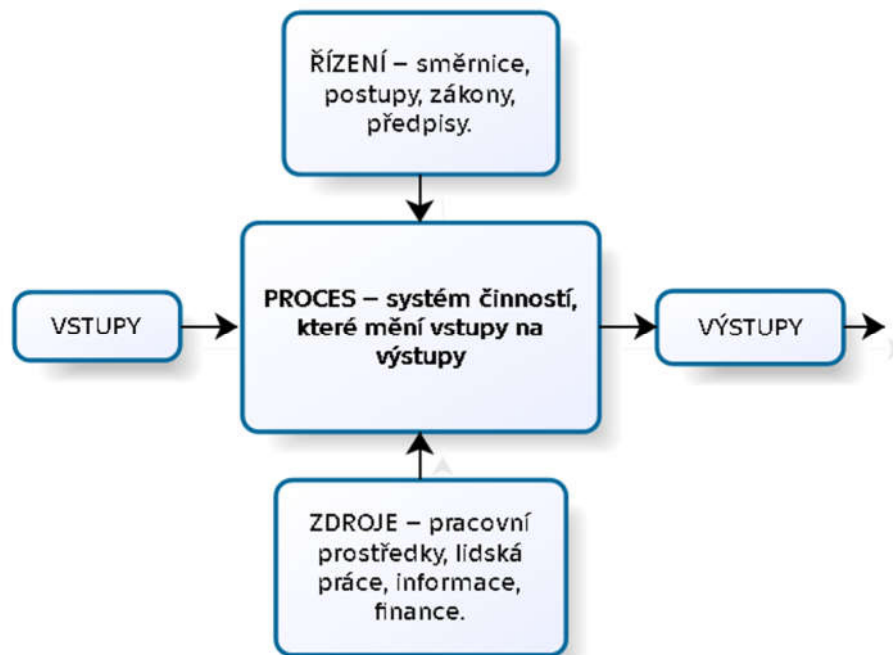 ŘÍZENÍ – směrnice,
postupy, zákony,
předpisy.
VSTUPY
PROCES – systém činností,
které mění vstupy na
výstupy
VÝSTUPY
ZDROJE – pracovní
prostředky, lidská
práce, informace,
finance.